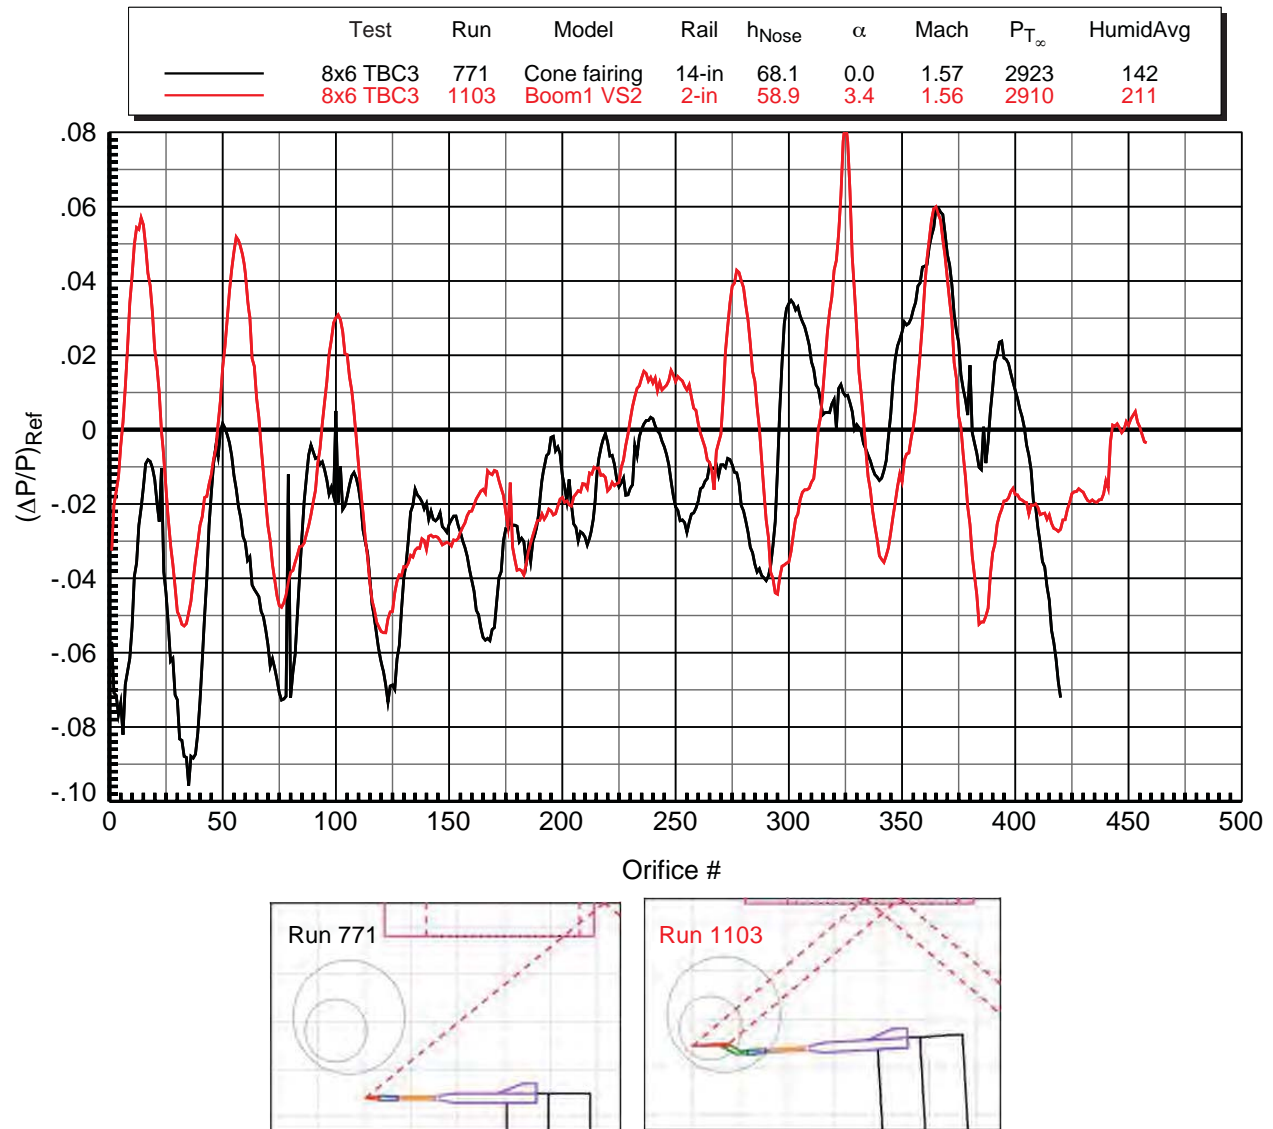 Test Run Model Rail hNose α Mach PT∞ HumidAvg
8x6 TBC3 771 Cone fairing 14-in 68.1 0.0 1.57 2923 142
8x6 TBC3 1103 Boom1 VS2 2-in 58.9 3.4 1.56 2910 211
.08
.06
.04
.02
0
-.02
-.04
-.06
-.08
-.10
(ΔP/P)Ref
0 50 100 150 200 250 300 350 400 450 500
Orifice #
Run 771
Run 1103